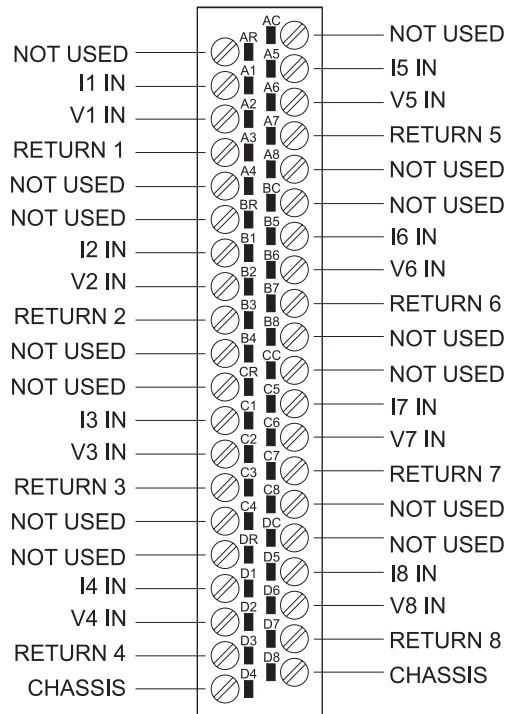 AC NOT USED
NOT USED AR
A5 I5 IN
I1 IN A1
A6 V5 IN
V1 IN A2
A7 RETURN 5
RETURN 1 A3
A8 NOT USED
NOT USED A4
BC NOT USED
NOT USED BR
B5 I6 IN
I2 IN B1
B6 V6 IN
V2 IN B2
B7 RETURN 6
RETURN 2 B3
B8 NOT USED
NOT USED B4
CC NOT USED
NOT USED CR
C5 I7 IN
I3 IN C1
C6 V7 IN
V3 IN C2
C7 RETURN 7
RETURN 3 C3
C8 NOT USED
NOT USED C4
DC NOT USED
NOT USED DR
D5 I8 IN
I4 IN D1
D6 V8 IN
V4 IN D2
D7 RETURN 8
RETURN 4 D3
D8 CHASSIS
CHASSIS D4